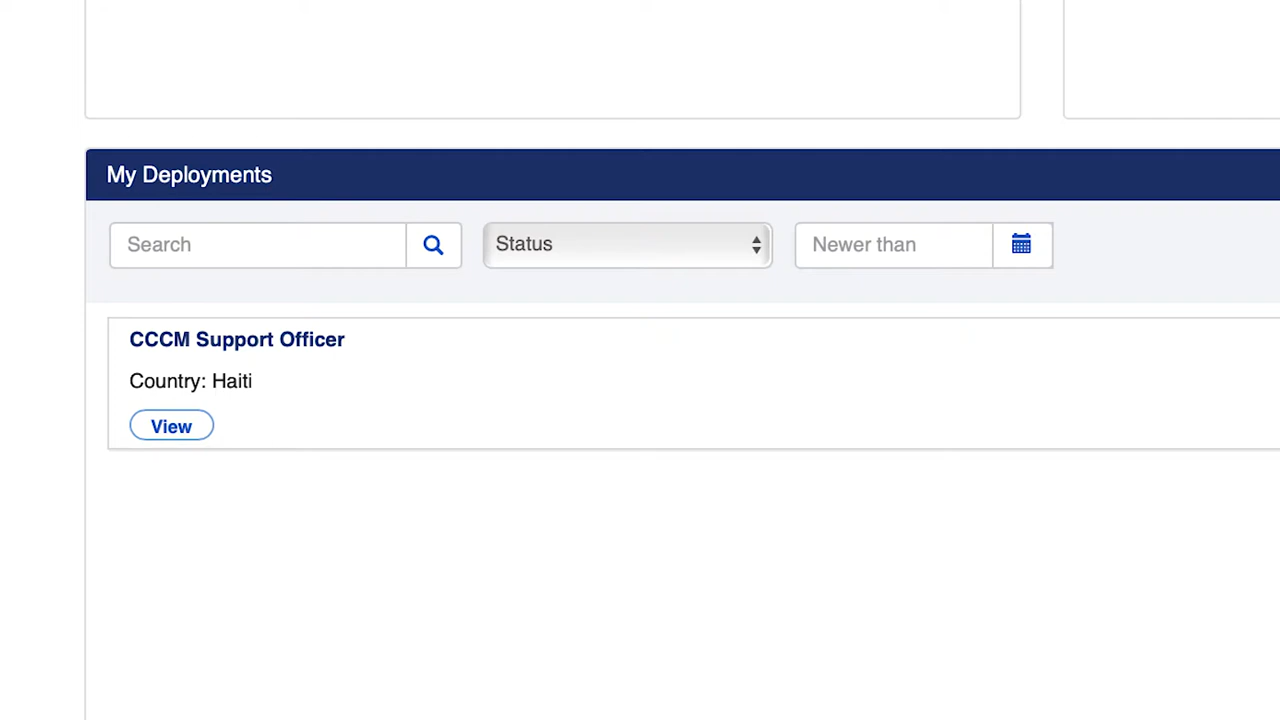 My Deployments
Search
Status
Newer than
CCCM Support Officer
Country: Haiti
View